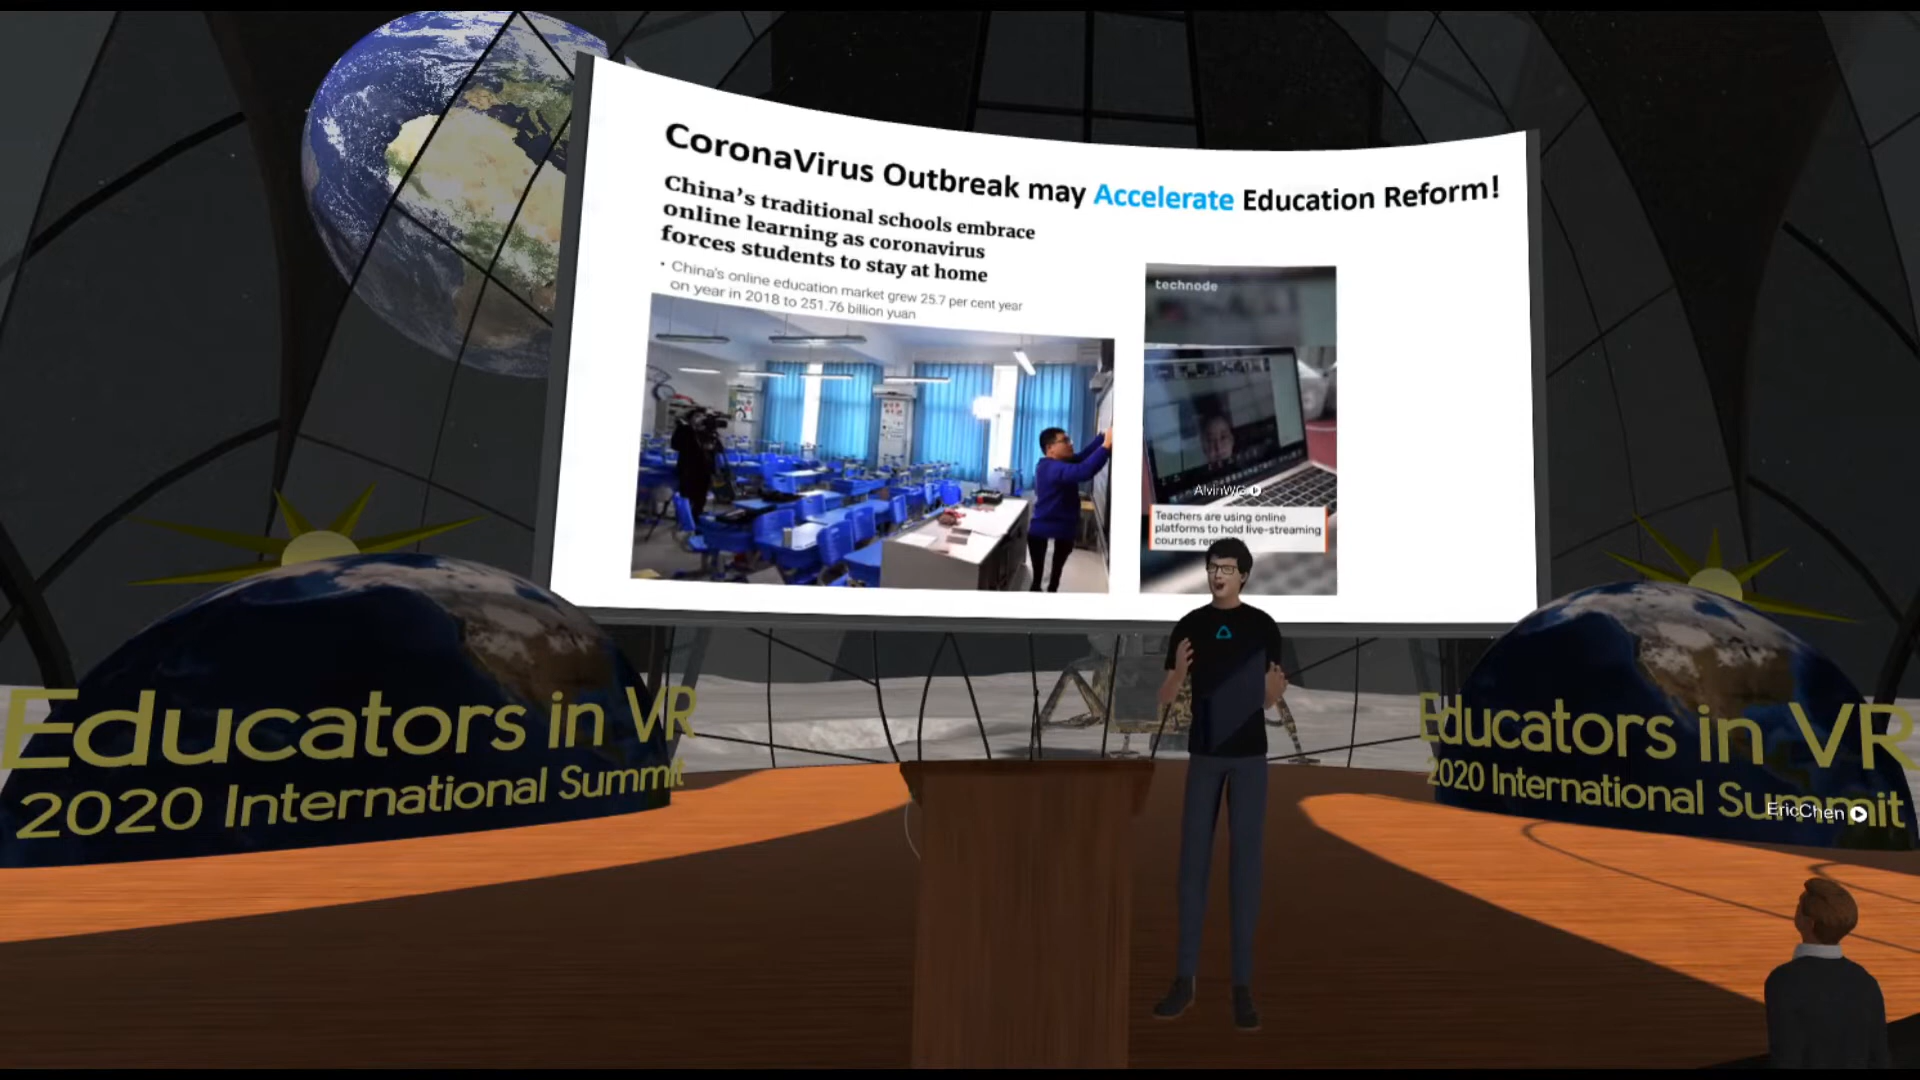 CoronaVirus Outbreak may Accelerate Education Reform!
China's traditional schools embrace
online learning as coronavirus
forces students to stay at home
• China's online education market grew 25.7 per cent year
on year in 2018 to 251.76 billion yuan
technode
AlvinWG
Teachers are using online
platforms to hold live-streaming
courses
Educators in VR
2020 International Summit
Educators in VR
2020 International Summit
EricChen